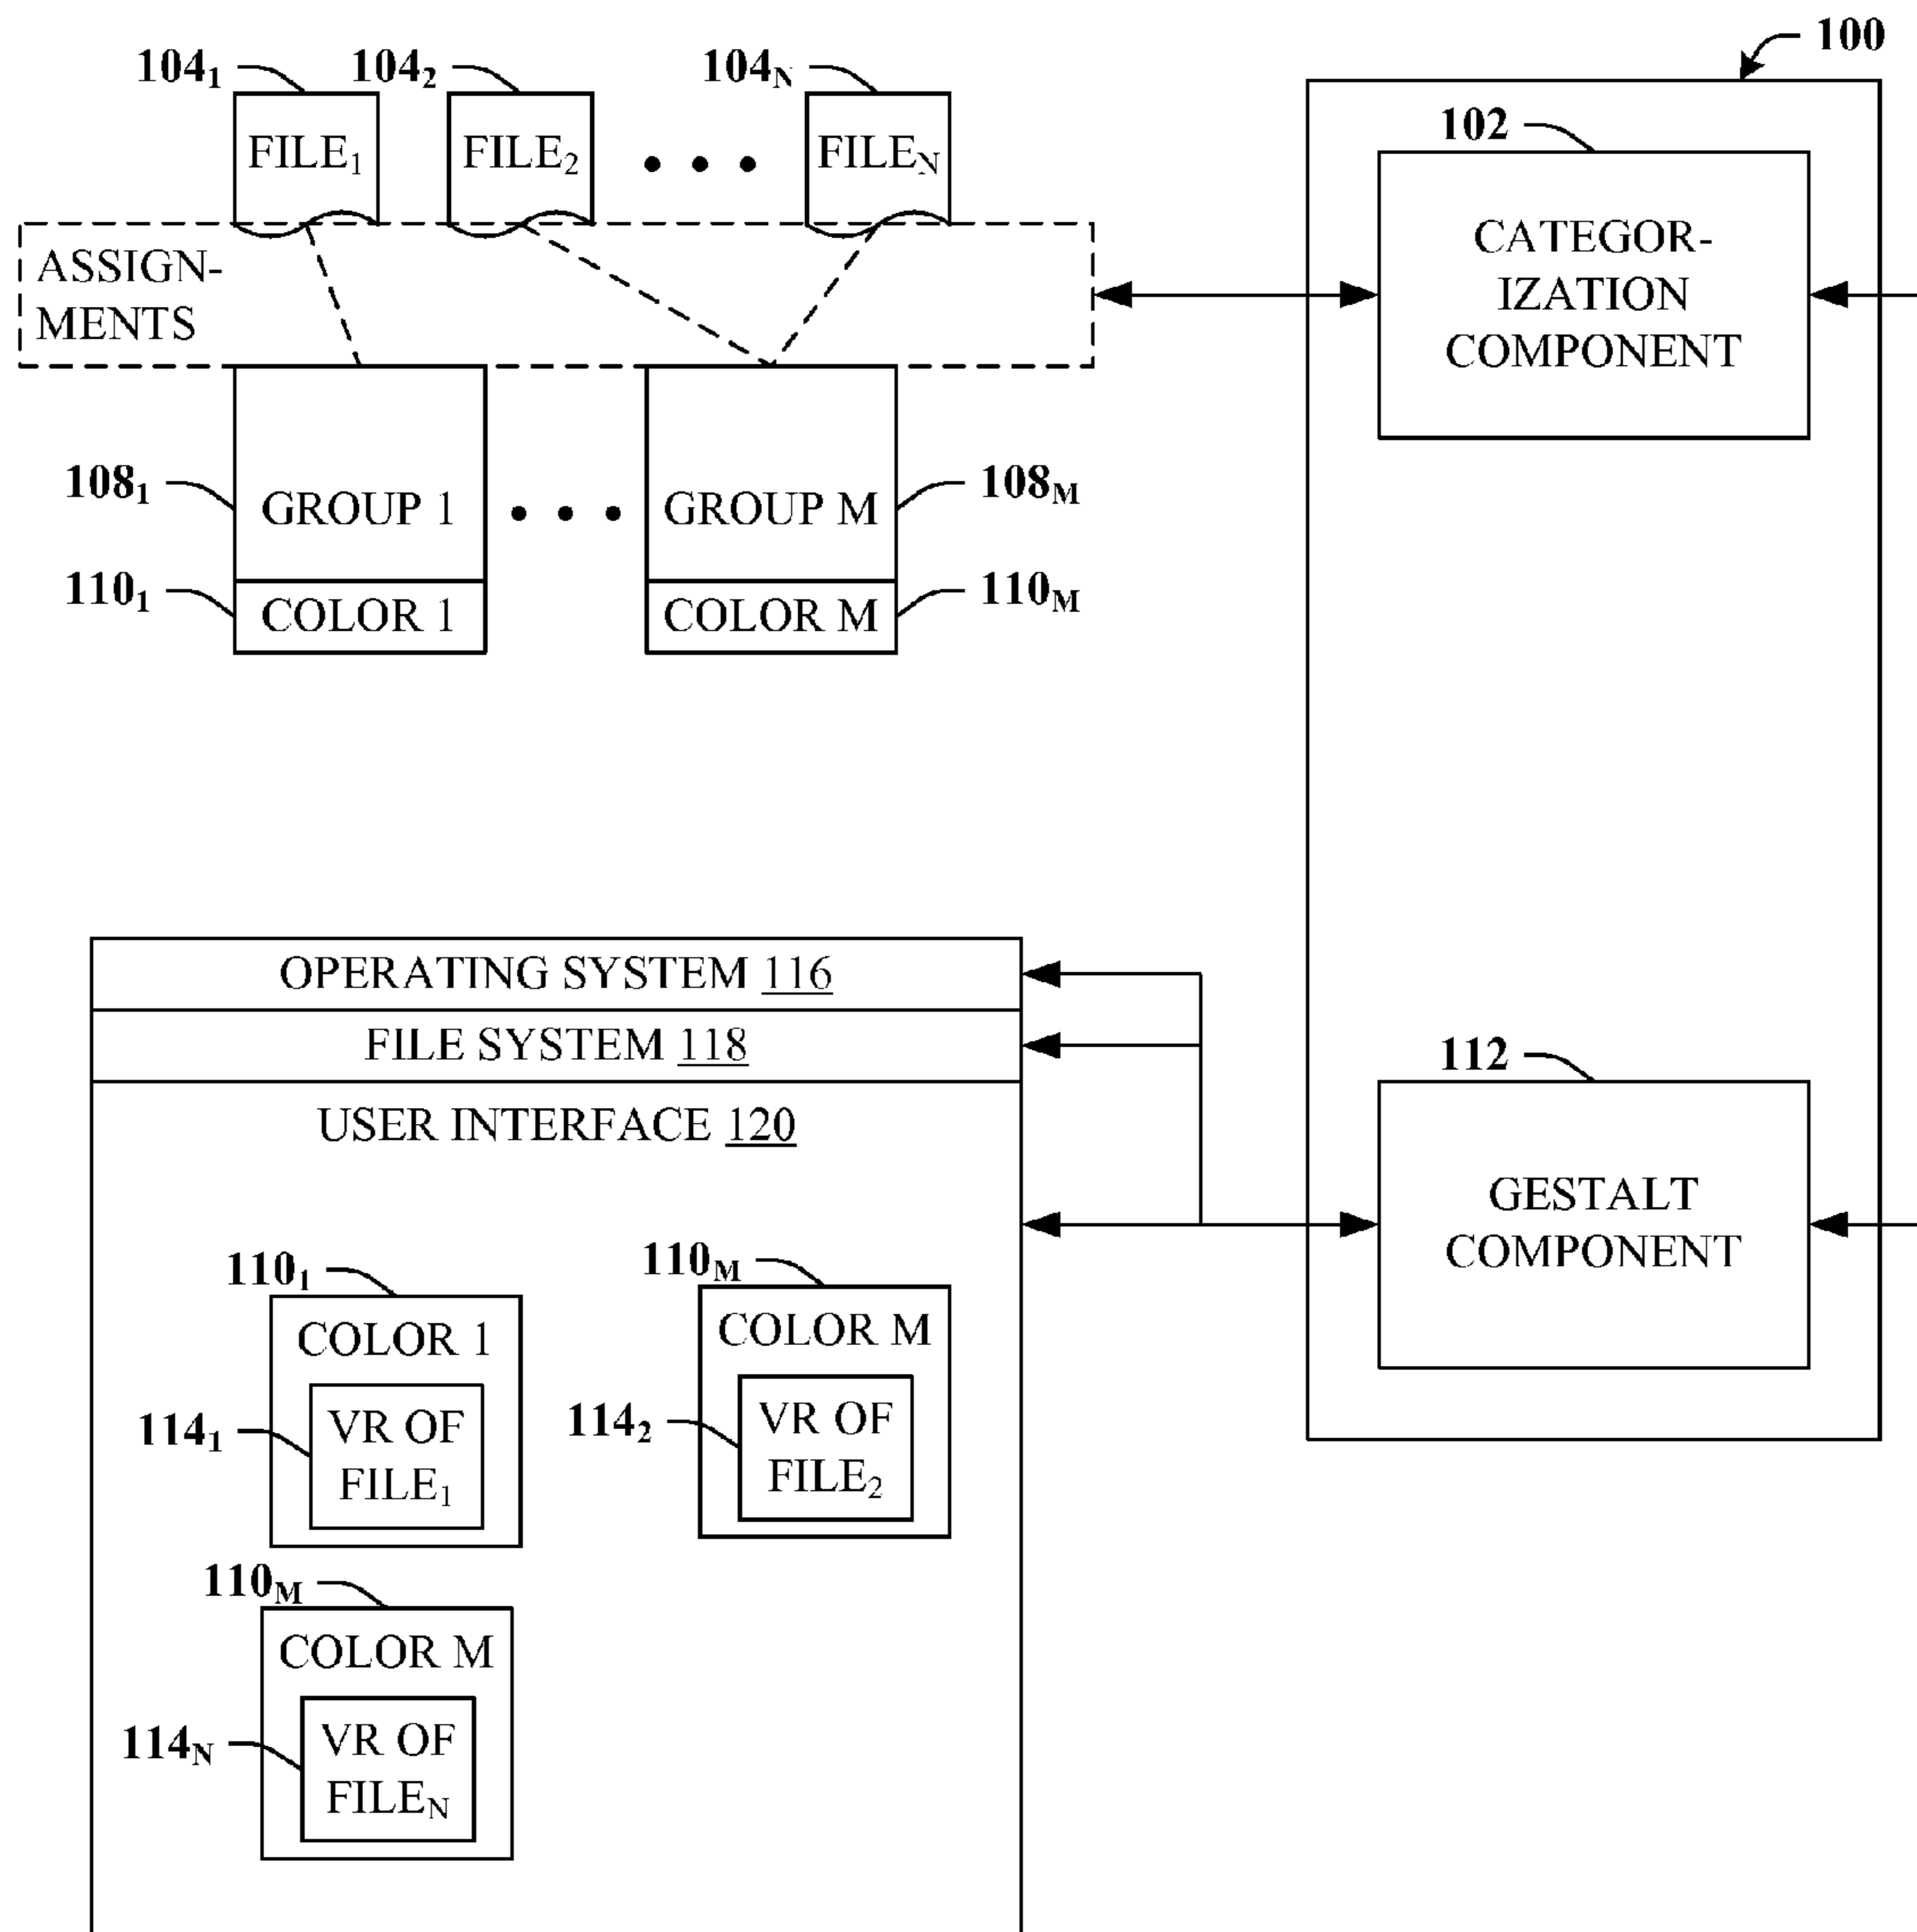 100
104₁ 104₂ 104N
102
FILE₁ FILE₂ FILEN
CATEGOR-
IZATION
COMPONENT
ASSIGN-
MENTS
108₁ GROUP 1 GROUP M 108M
110₁ COLOR 1 COLOR M 110M
OPERATING SYSTEM 116
FILE SYSTEM 118
USER INTERFACE 120
112
GESTALT
COMPONENT
110₁
COLOR 1
114₁
VR OF
FILE₁
110M
COLOR M
114₂
VR OF
FILE₂
110M
COLOR M
114N
VR OF
FILEN